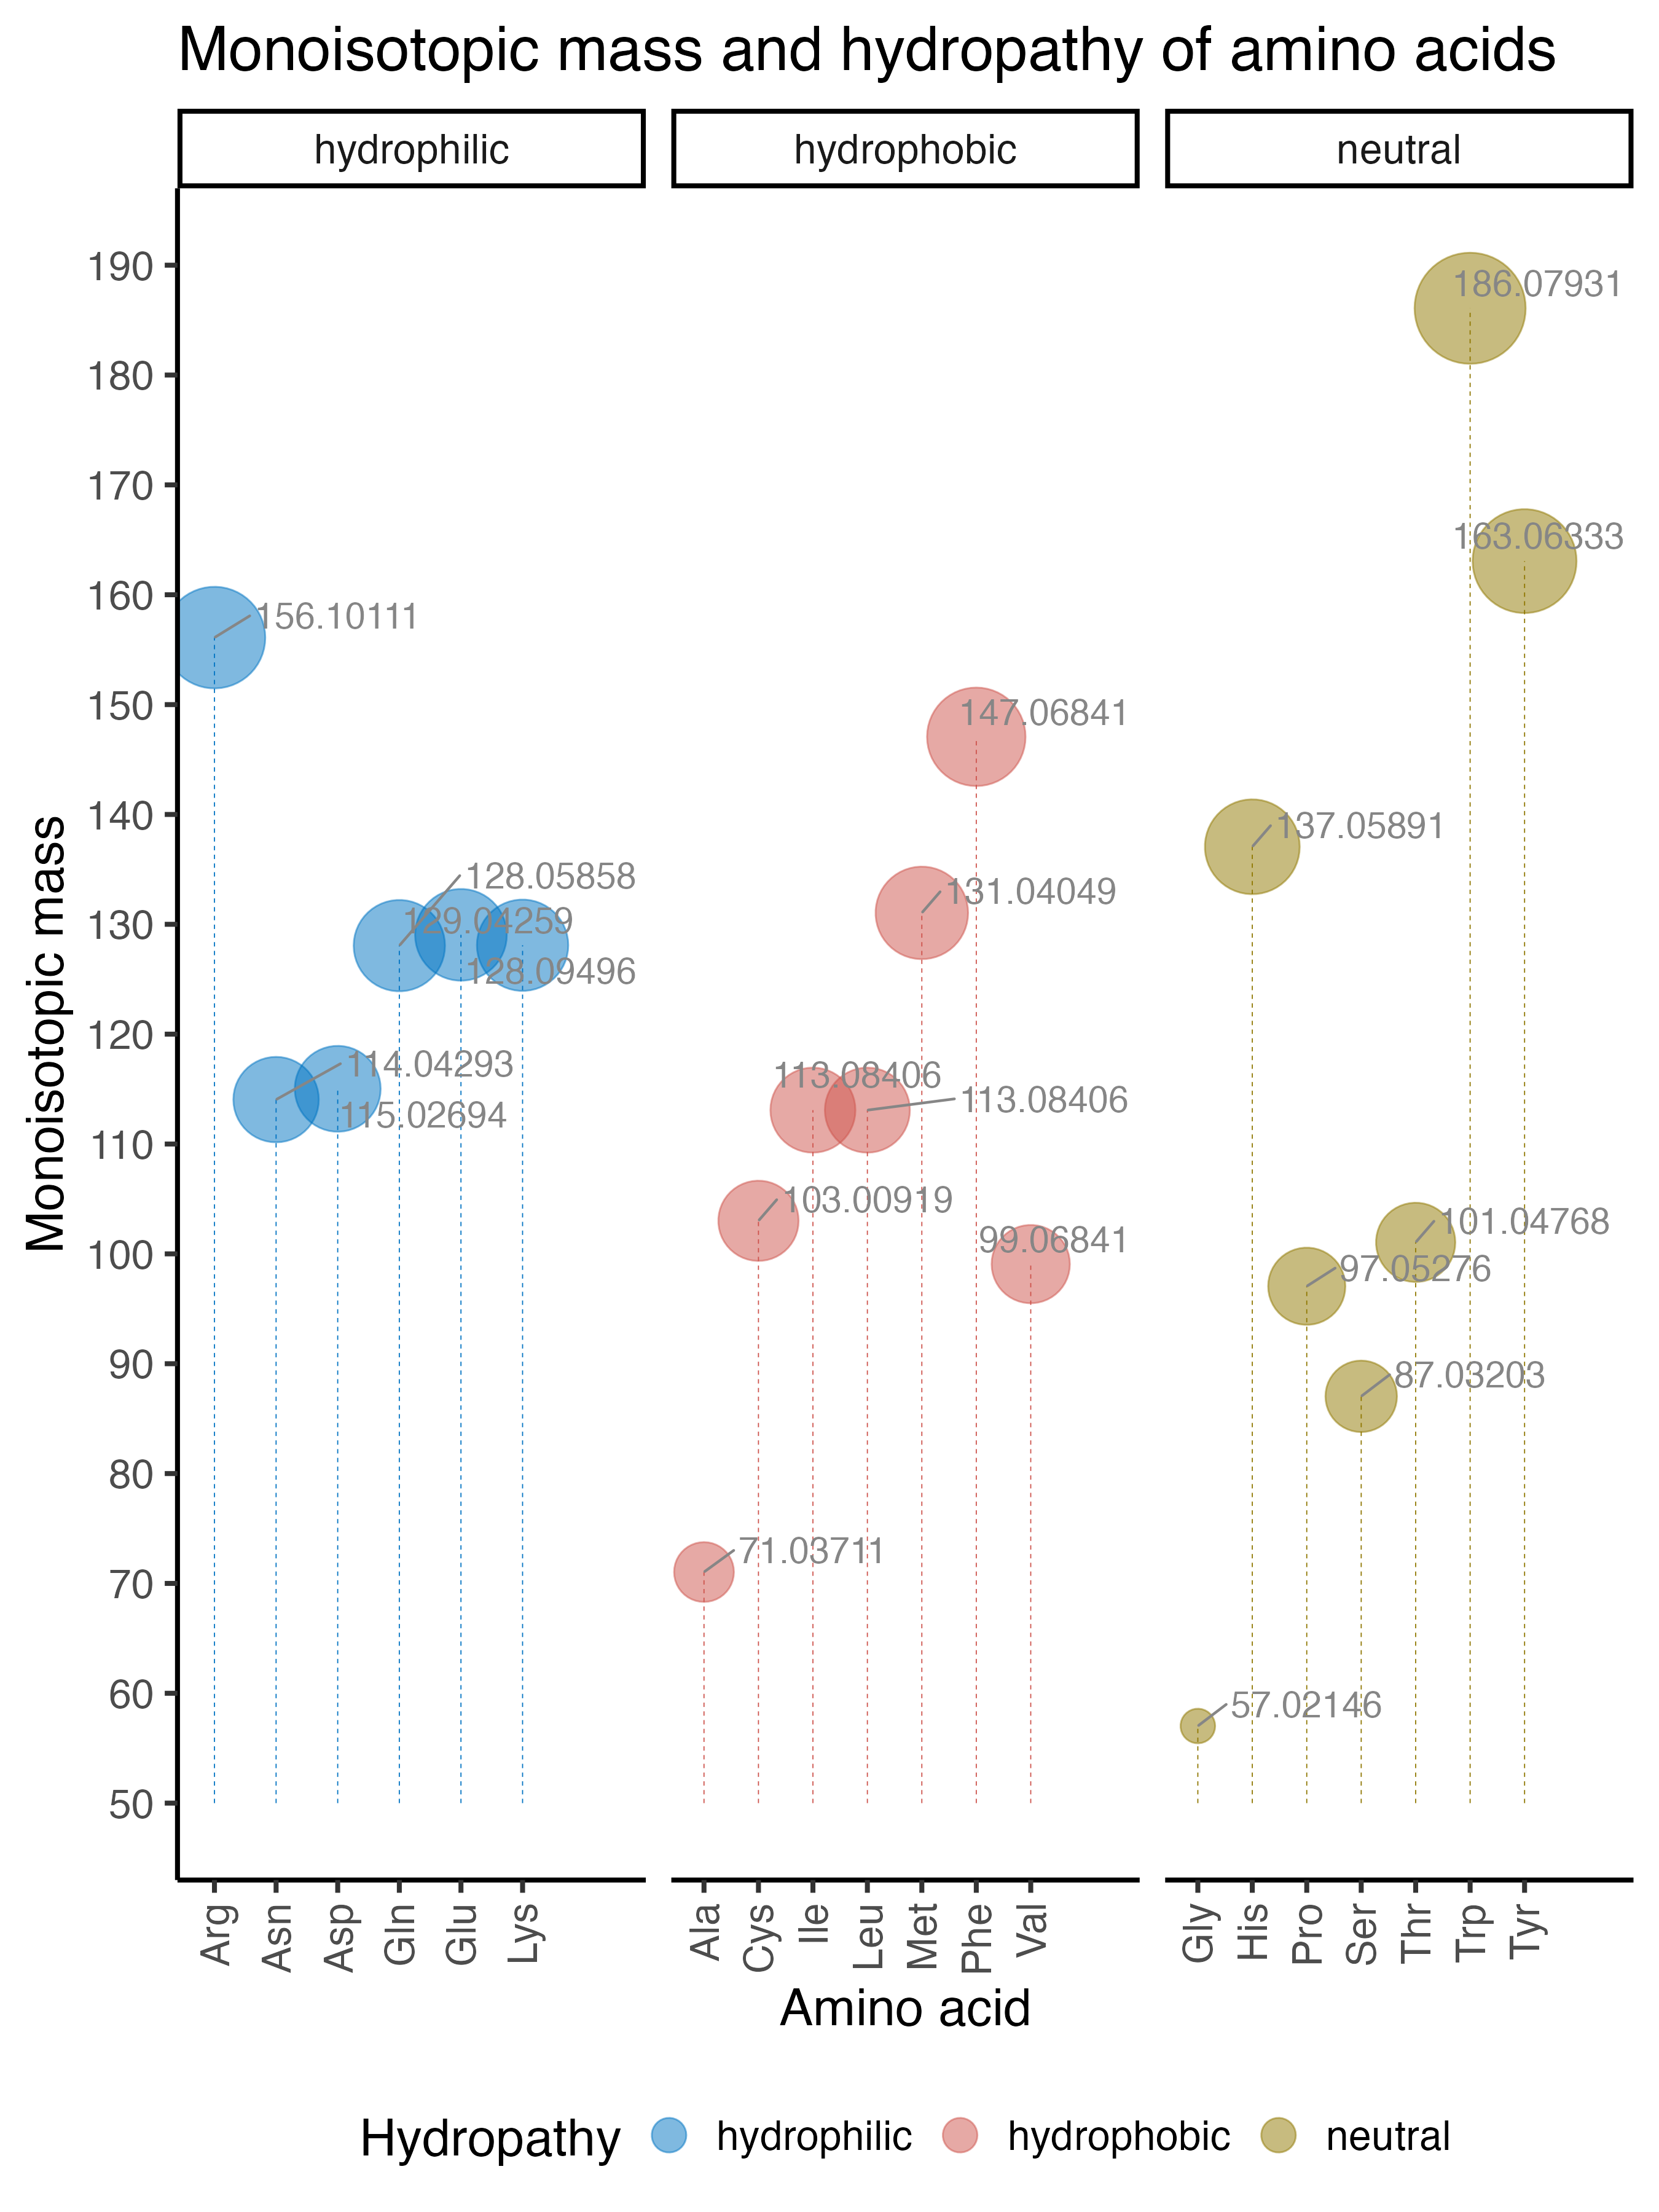 Monoisotopic mass and hydropathy of amino acids
hydrophilic
hydrophobic
neutral
Monoisotopic mass
190
180
170
160
150
140
130
120
110
100
90
80
70
60
50
156.10111
128.05858
129.04259
128.09496
114.04293
115.02694
147.06841
131.04049
113.08406
113.08406
103.00919
99.06841
71.03711
186.07931
163.06333
137.05891
101.04768
97.05276
87.03203
57.02146
Arg
Asn
Asp
Gln
Glu
Lys
Ala
Cys
Ile
Leu
Met
Phe
Val
Gly
His
Pro
Ser
Thr
Trp
Tyr
Amino acid
Hydropathy
hydrophilic
hydrophobic
neutral